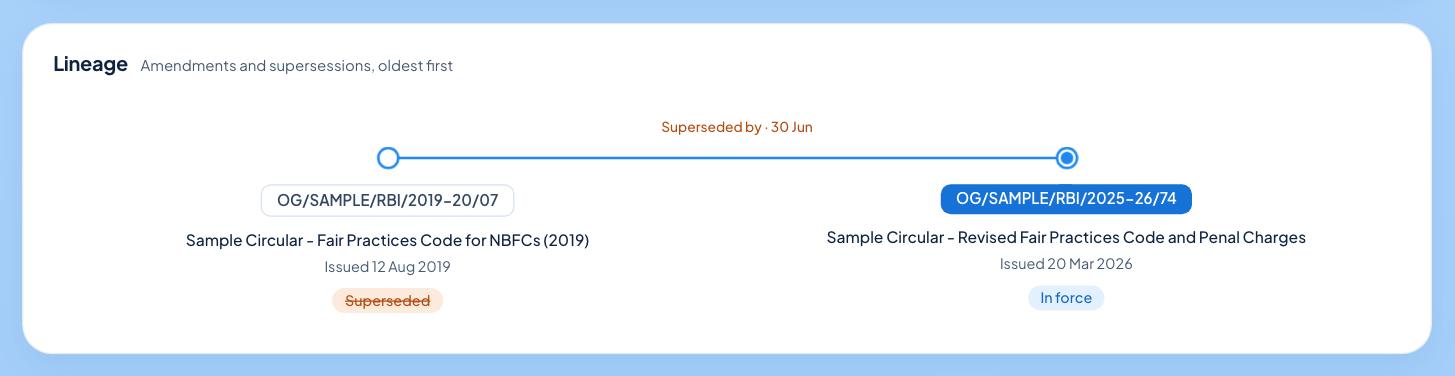 Lineage Amendments and supersessions, oldest first
Superseded by · 30 Jun
OG/SAMPLE/RBI/2019-20/07
Sample Circular - Fair Practices Code for NBFCs (2019)
Issued 12 Aug 2019
Superseded
OG/SAMPLE/RBI/2025-26/74
Sample Circular - Revised Fair Practices Code and Penal Charges
Issued 20 Mar 2026
In force